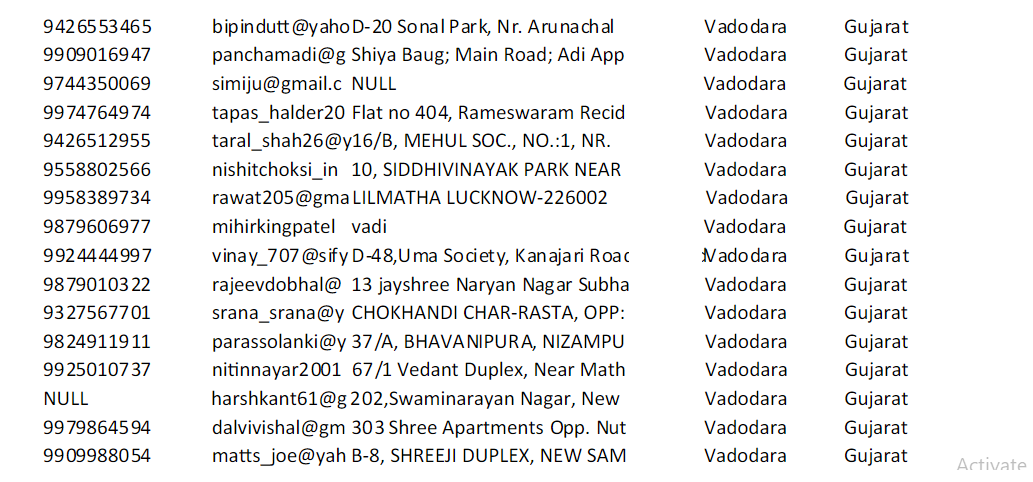 9426553465 bipindutt@yaho D-20 Sonal Park, Nr. Arunachal Vadodara Gujarat
9909016947 panchamadi@g Shiya Baug; Main Road; Adi App Vadodara Gujarat
9744350069 simiju@gmail.c NULL Vadodara Gujarat
9974764974 tapas_halder20 Flat no 404, Rameswaram Recid Vadodara Gujarat
9426512955 taral_shah26@y 16/B, MEHUL SOC., NO.:1, NR. Vadodara Gujarat
9558802566 nishitchoksi_in 10, SIDDHIVINAYAK PARK NEAR Vadodara Gujarat
9958389734 rawat205@gma LILMATHA LUCKNOW-226002 Vadodara Gujarat
9879606977 mihirkingpatel vadi Vadodara Gujarat
9924444997 vinay_707@sify D-48,Uma Society, Kanajari Road Vadodara Gujarat
9879010322 rajeevdobhal@ 13 jayshree Naryan Nagar Subha Vadodara Gujarat
9327567701 srana_srana@y CHOKHANDI CHAR-RASTA, OPP: Vadodara Gujarat
9824911911 parassolanki@y 37/A, BHAVANIPURA, NIZAMPU Vadodara Gujarat
9925010737 nitinnayar2001 67/1 Vedant Duplex, Near Math Vadodara Gujarat
NULL harshkant61@g 202,Swaminarayan Nagar, New Vadodara Gujarat
9979864594 dalvivishal@gm 303 Shree Apartments Opp. Nut Vadodara Gujarat
9909988054 matts_joe@yah B-8, SHREEJI DUPLEX, NEW SAM Vadodara Gujarat
Activate